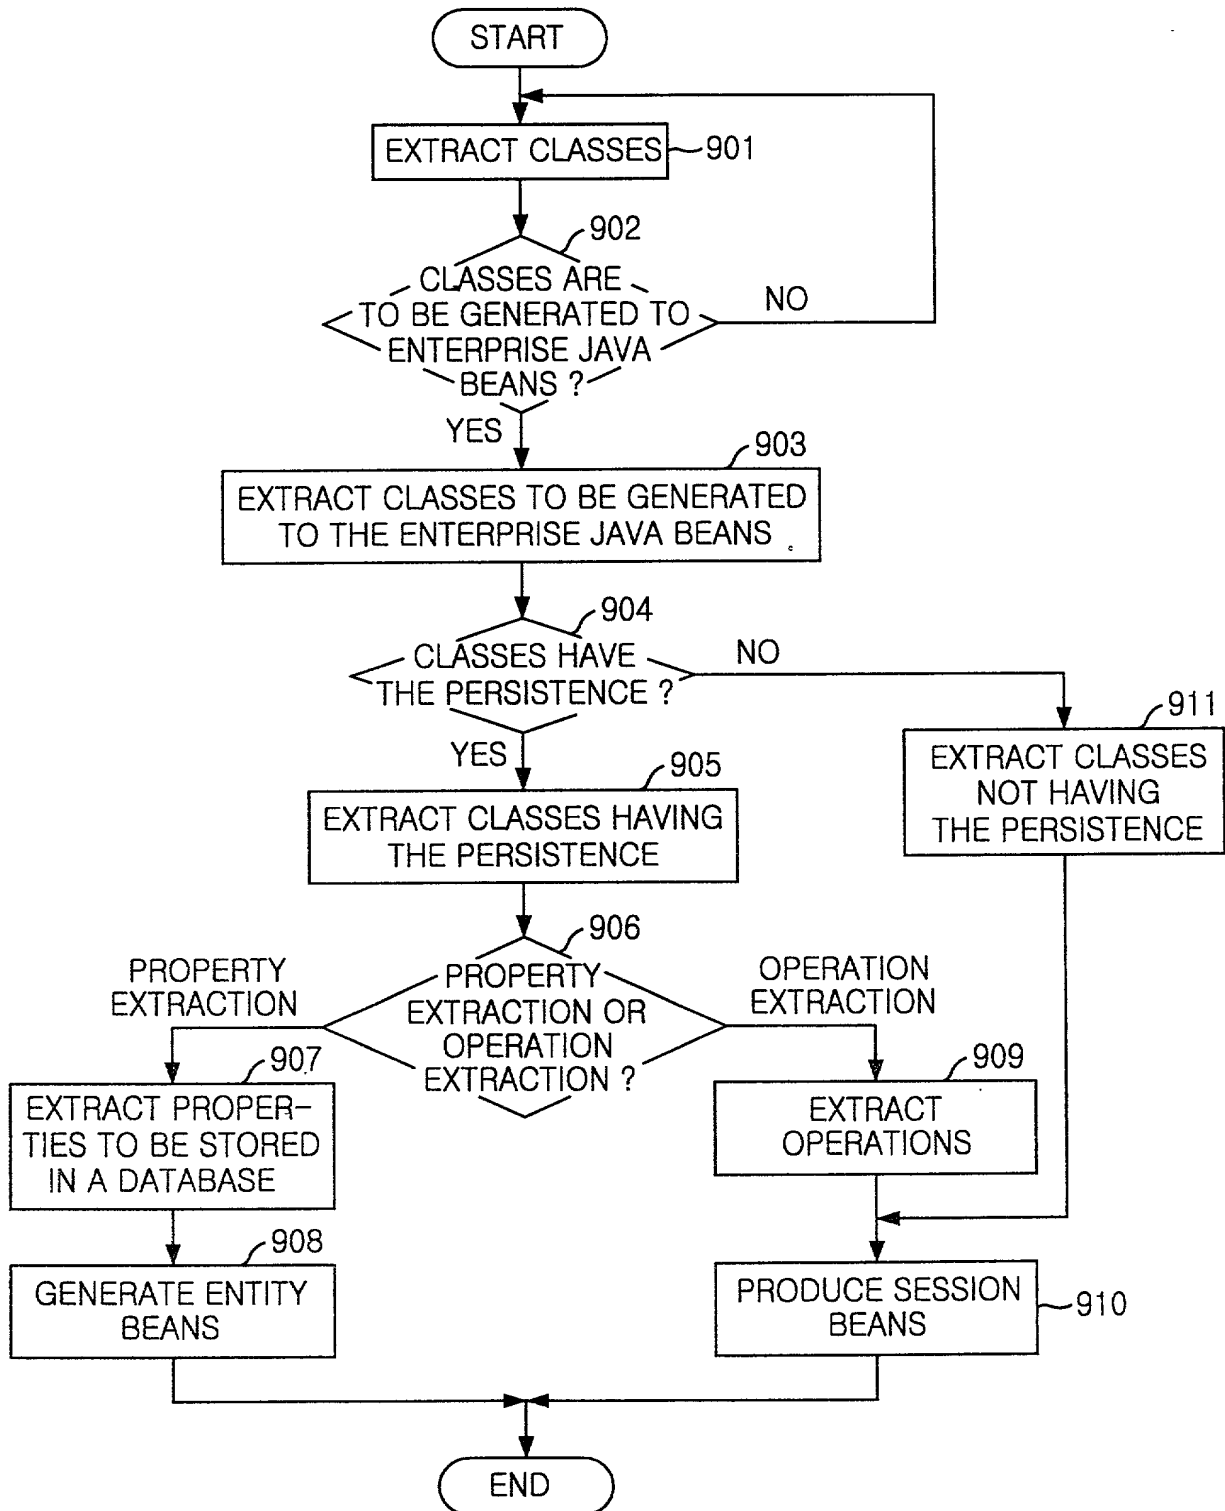 START
EXTRACT CLASSES
901
902
CLASSES ARE
TO BE GENERATED TO
ENTERPRISE JAVA
BEANS ?
NO
YES
903
EXTRACT CLASSES TO BE GENERATED
TO THE ENTERPRISE JAVA BEANS
904
CLASSES HAVE
THE PERSISTENCE ?
NO
YES
911
EXTRACT CLASSES
NOT HAVING
THE PERSISTENCE
905
EXTRACT CLASSES HAVING
THE PERSISTENCE
906
PROPERTY
EXTRACTION OR
OPERATION
EXTRACTION ?
PROPERTY
EXTRACTION
OPERATION
EXTRACTION
907
EXTRACT PROPER-
TIES TO BE STORED
IN A DATABASE
909
EXTRACT
OPERATIONS
908
GENERATE ENTITY
BEANS
PRODUCE SESSION
BEANS
910
END